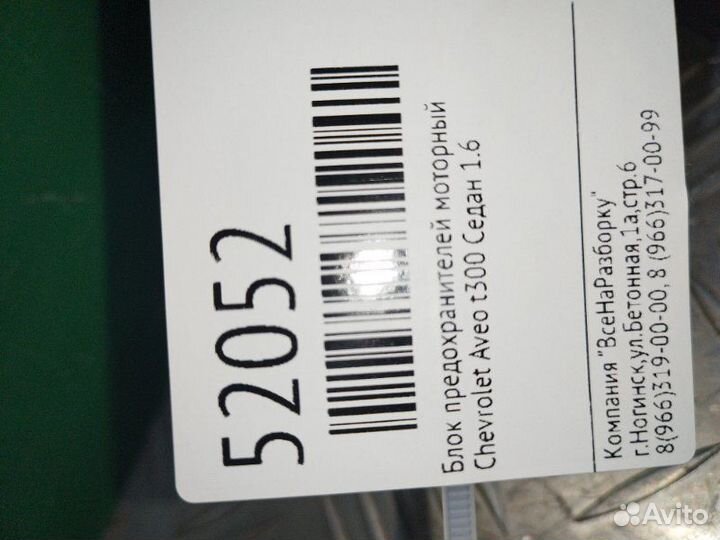 52052
Блок предохранителей моторный
Chevrolet Aveo t300 Седан 1.6
Компания "ВсеНаРазборку"
г.Ногинск,ул.Бетонная,1а,стр.6
8(966)319-00-00, 8 (966)317-00-99
Avito